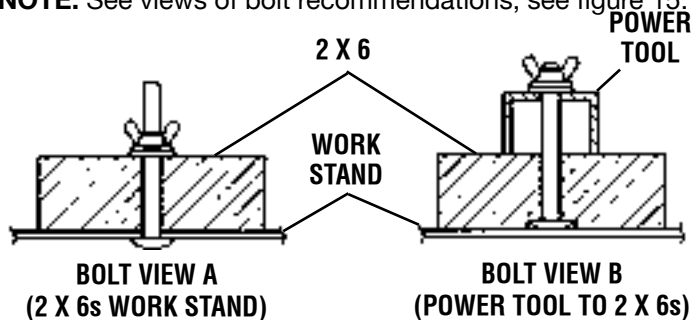 NOTE: See views of bolt recommendations, see figure 15.
POWER
TOOL
2 X 6
WORK
STAND
BOLT VIEW A
(2 X 6s WORK STAND)
BOLT VIEW B
(POWER TOOL TO 2 X 6s)